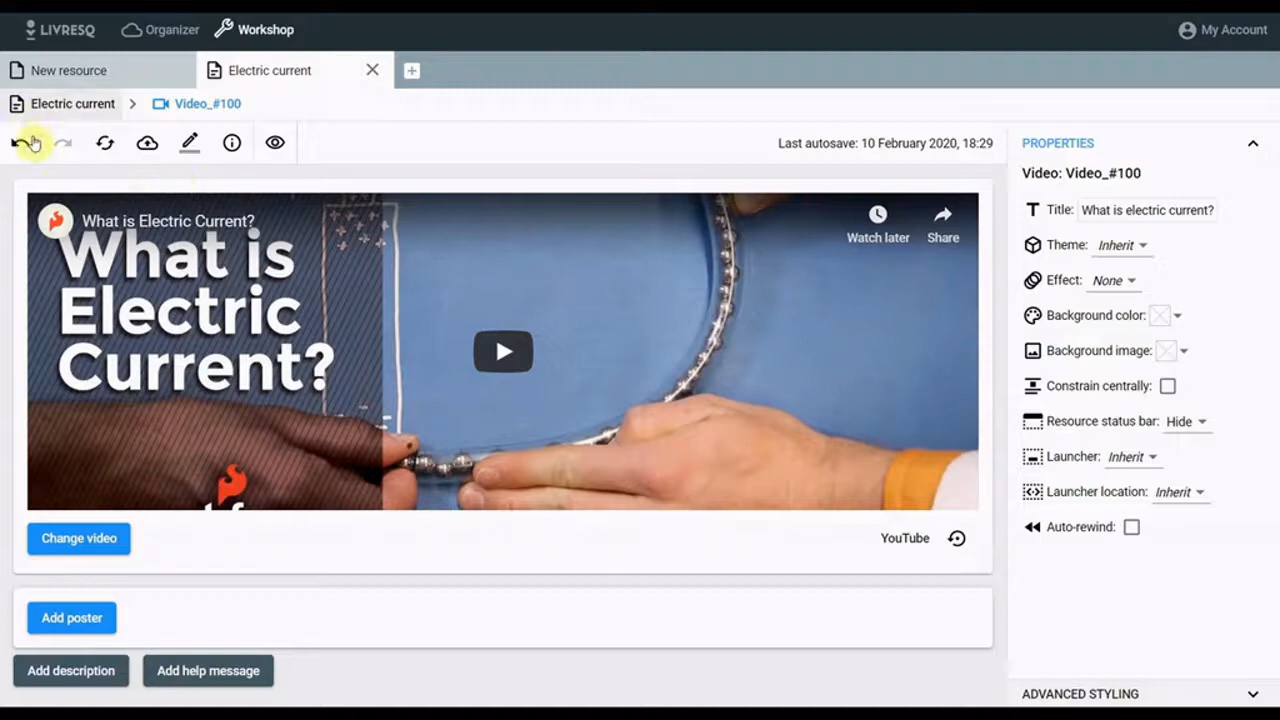 LIVRESQ Organizer Workshop My Account
New resource Electric current
Electric current Video_#100
Last autosave: 10 February 2020, 18:29
PROPERTIES
Video: Video_#100
Title: What is electric current?
Theme: Inherit
Effect: None
Background color:
Background image:
Constrain centrally:
Resource status bar: Hide
Launcher: Inherit
Launcher location: Inherit
Auto-rewind:
What is Electric Current?
Watch later Share
What is
Electric
Current?
Change video
YouTube
Add poster
Add description Add help message
ADVANCED STYLING